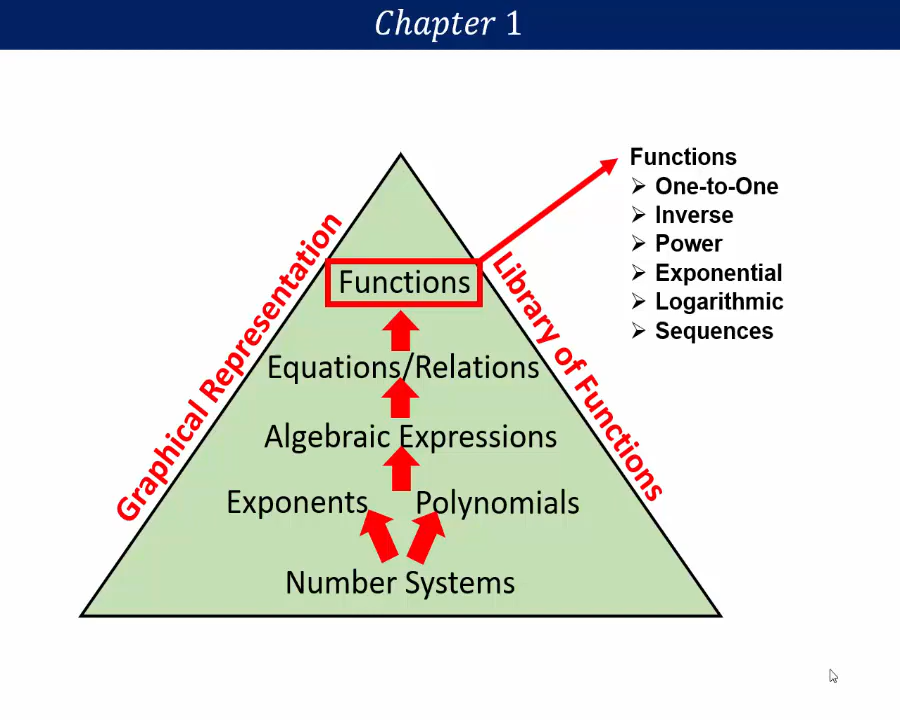 Chapter 1
Graphical Representation
Library of Functions
Functions
Equations/Relations
Algebraic Expressions
Exponents Polynomials
Number Systems
Functions
➢ One-to-One
➢ Inverse
➢ Power
➢ Exponential
➢ Logarithmic
➢ Sequences